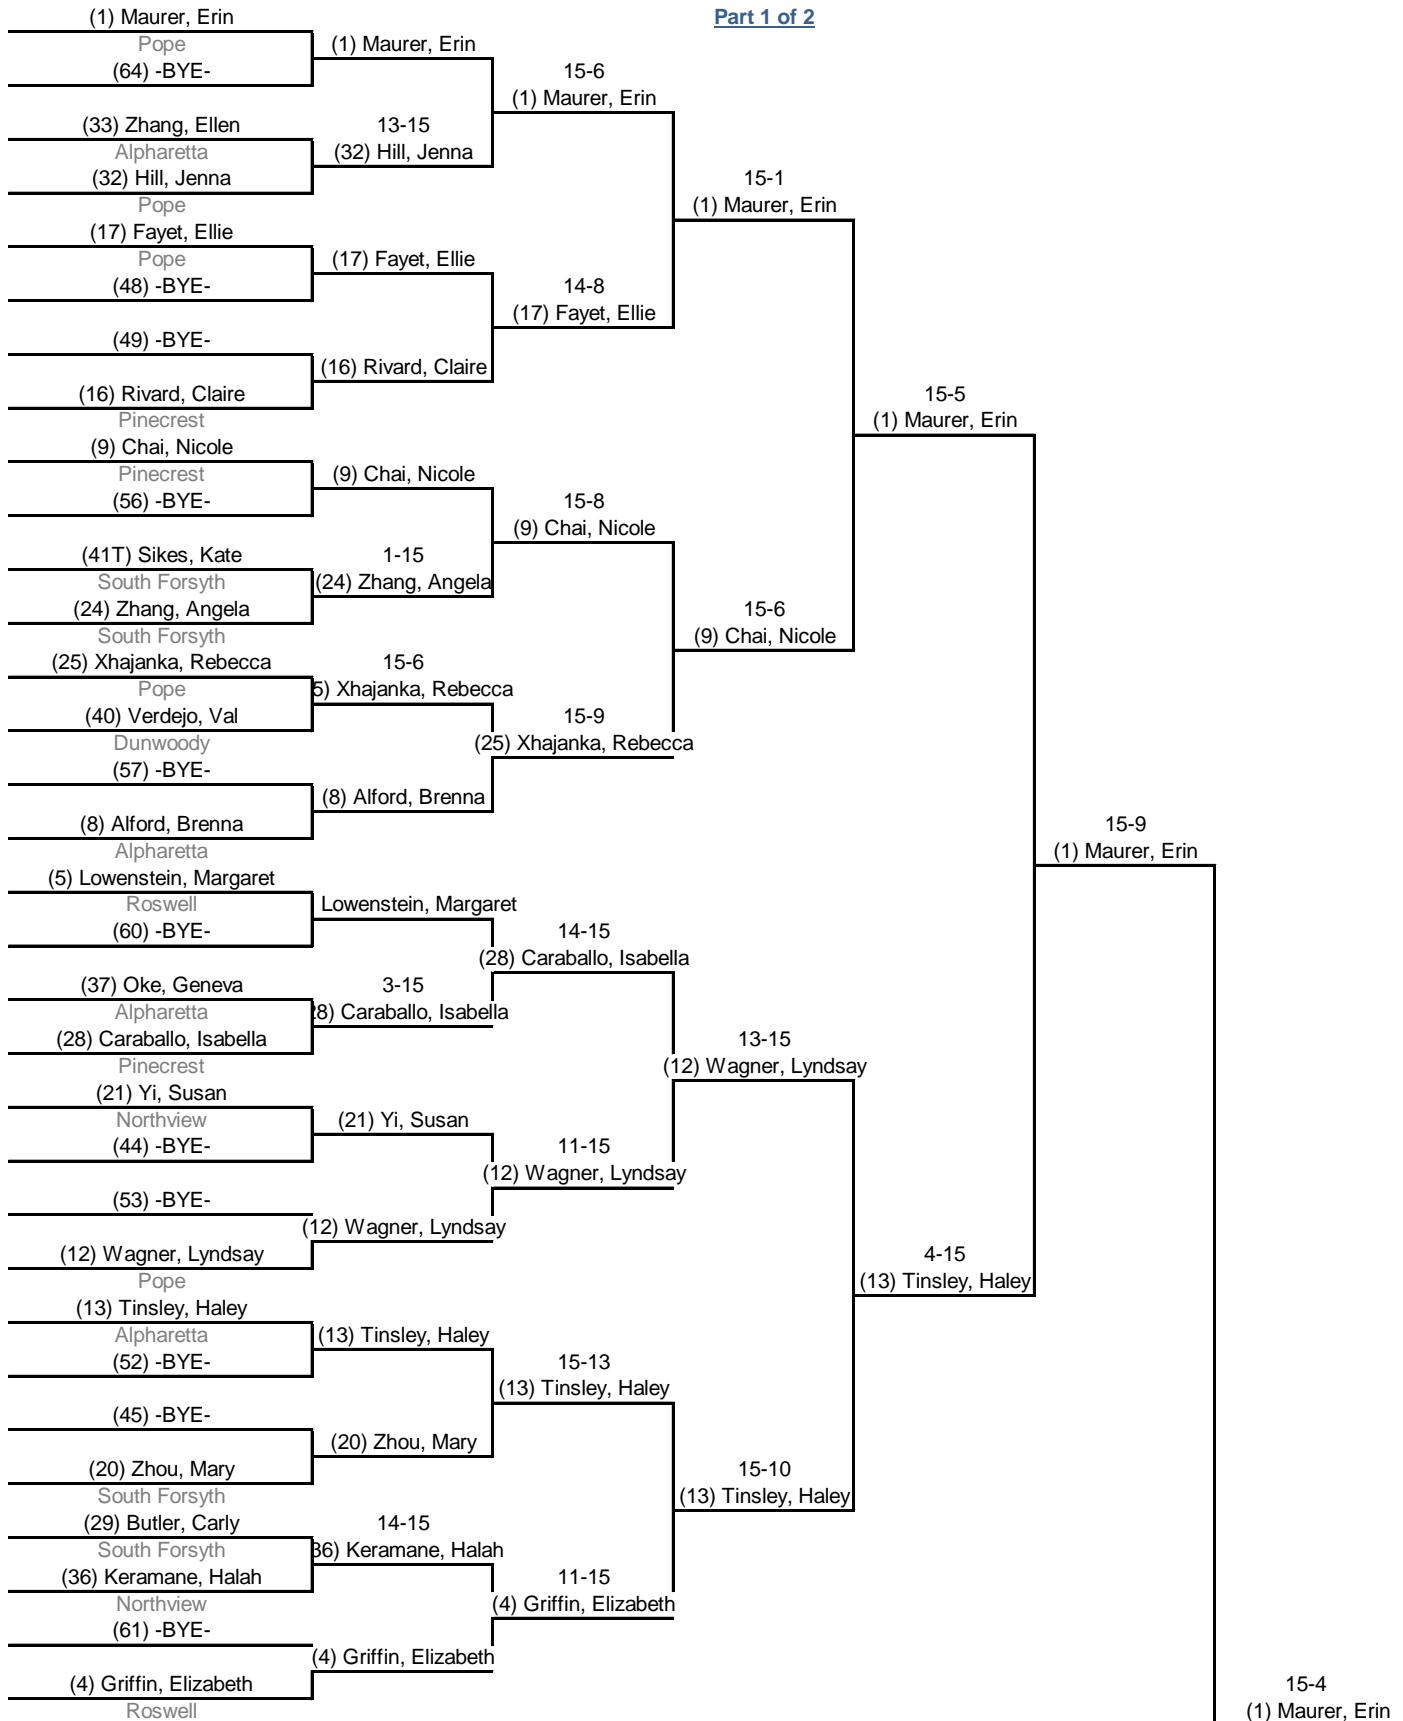 Part 1 of 2
(1) Maurer, Erin
Pope
(64) -BYE-
(33) Zhang, Ellen
Alpharetta
(32) Hill, Jenna
Pope
(17) Fayet, Ellie
Pope
(48) -BYE-
(49) -BYE-
(16) Rivard, Claire
Pinecrest
(9) Chai, Nicole
Pinecrest
(56) -BYE-
(41T) Sikes, Kate
South Forsyth
(24) Zhang, Angela
South Forsyth
(25) Xhajanka, Rebecca
Pope
(40) Verdejo, Val
Dunwoody
(57) -BYE-
(8) Alford, Brenna
Alpharetta
(5) Lowenstein, Margaret
Roswell
(60) -BYE-
(37) Oke, Geneva
Alpharetta
(28) Caraballo, Isabella
Pinecrest
(21) Yi, Susan
Northview
(44) -BYE-
(53) -BYE-
(12) Wagner, Lyndsay
Pope
(13) Tinsley, Haley
Alpharetta
(52) -BYE-
(45) -BYE-
(20) Zhou, Mary
South Forsyth
(29) Butler, Carly
South Forsyth
(36) Keramane, Halah
Northview
(61) -BYE-
(4) Griffin, Elizabeth
Roswell
(1) Maurer, Erin
13-15
(32) Hill, Jenna
(17) Fayet, Ellie
(16) Rivard, Claire
(9) Chai, Nicole
1-15
(24) Zhang, Angela
15-6
5) Xhajanka, Rebecca
(8) Alford, Brenna
Lowenstein, Margaret
3-15
28) Caraballo, Isabella
(21) Yi, Susan
(12) Wagner, Lyndsay
(13) Tinsley, Haley
(20) Zhou, Mary
14-15
36) Keramane, Halah
(4) Griffin, Elizabeth
15-6
(1) Maurer, Erin
14-8
(17) Fayet, Ellie
15-8
(9) Chai, Nicole
15-9
(25) Xhajanka, Rebecca
14-15
(28) Caraballo, Isabella
11-15
(12) Wagner, Lyndsay
15-13
(13) Tinsley, Haley
11-15
(4) Griffin, Elizabeth
15-1
(1) Maurer, Erin
15-6
(9) Chai, Nicole
13-15
(12) Wagner, Lyndsay
15-10
(13) Tinsley, Haley
15-5
(1) Maurer, Erin
4-15
(13) Tinsley, Haley
15-9
(1) Maurer, Erin
15-4
(1) Maurer, Erin